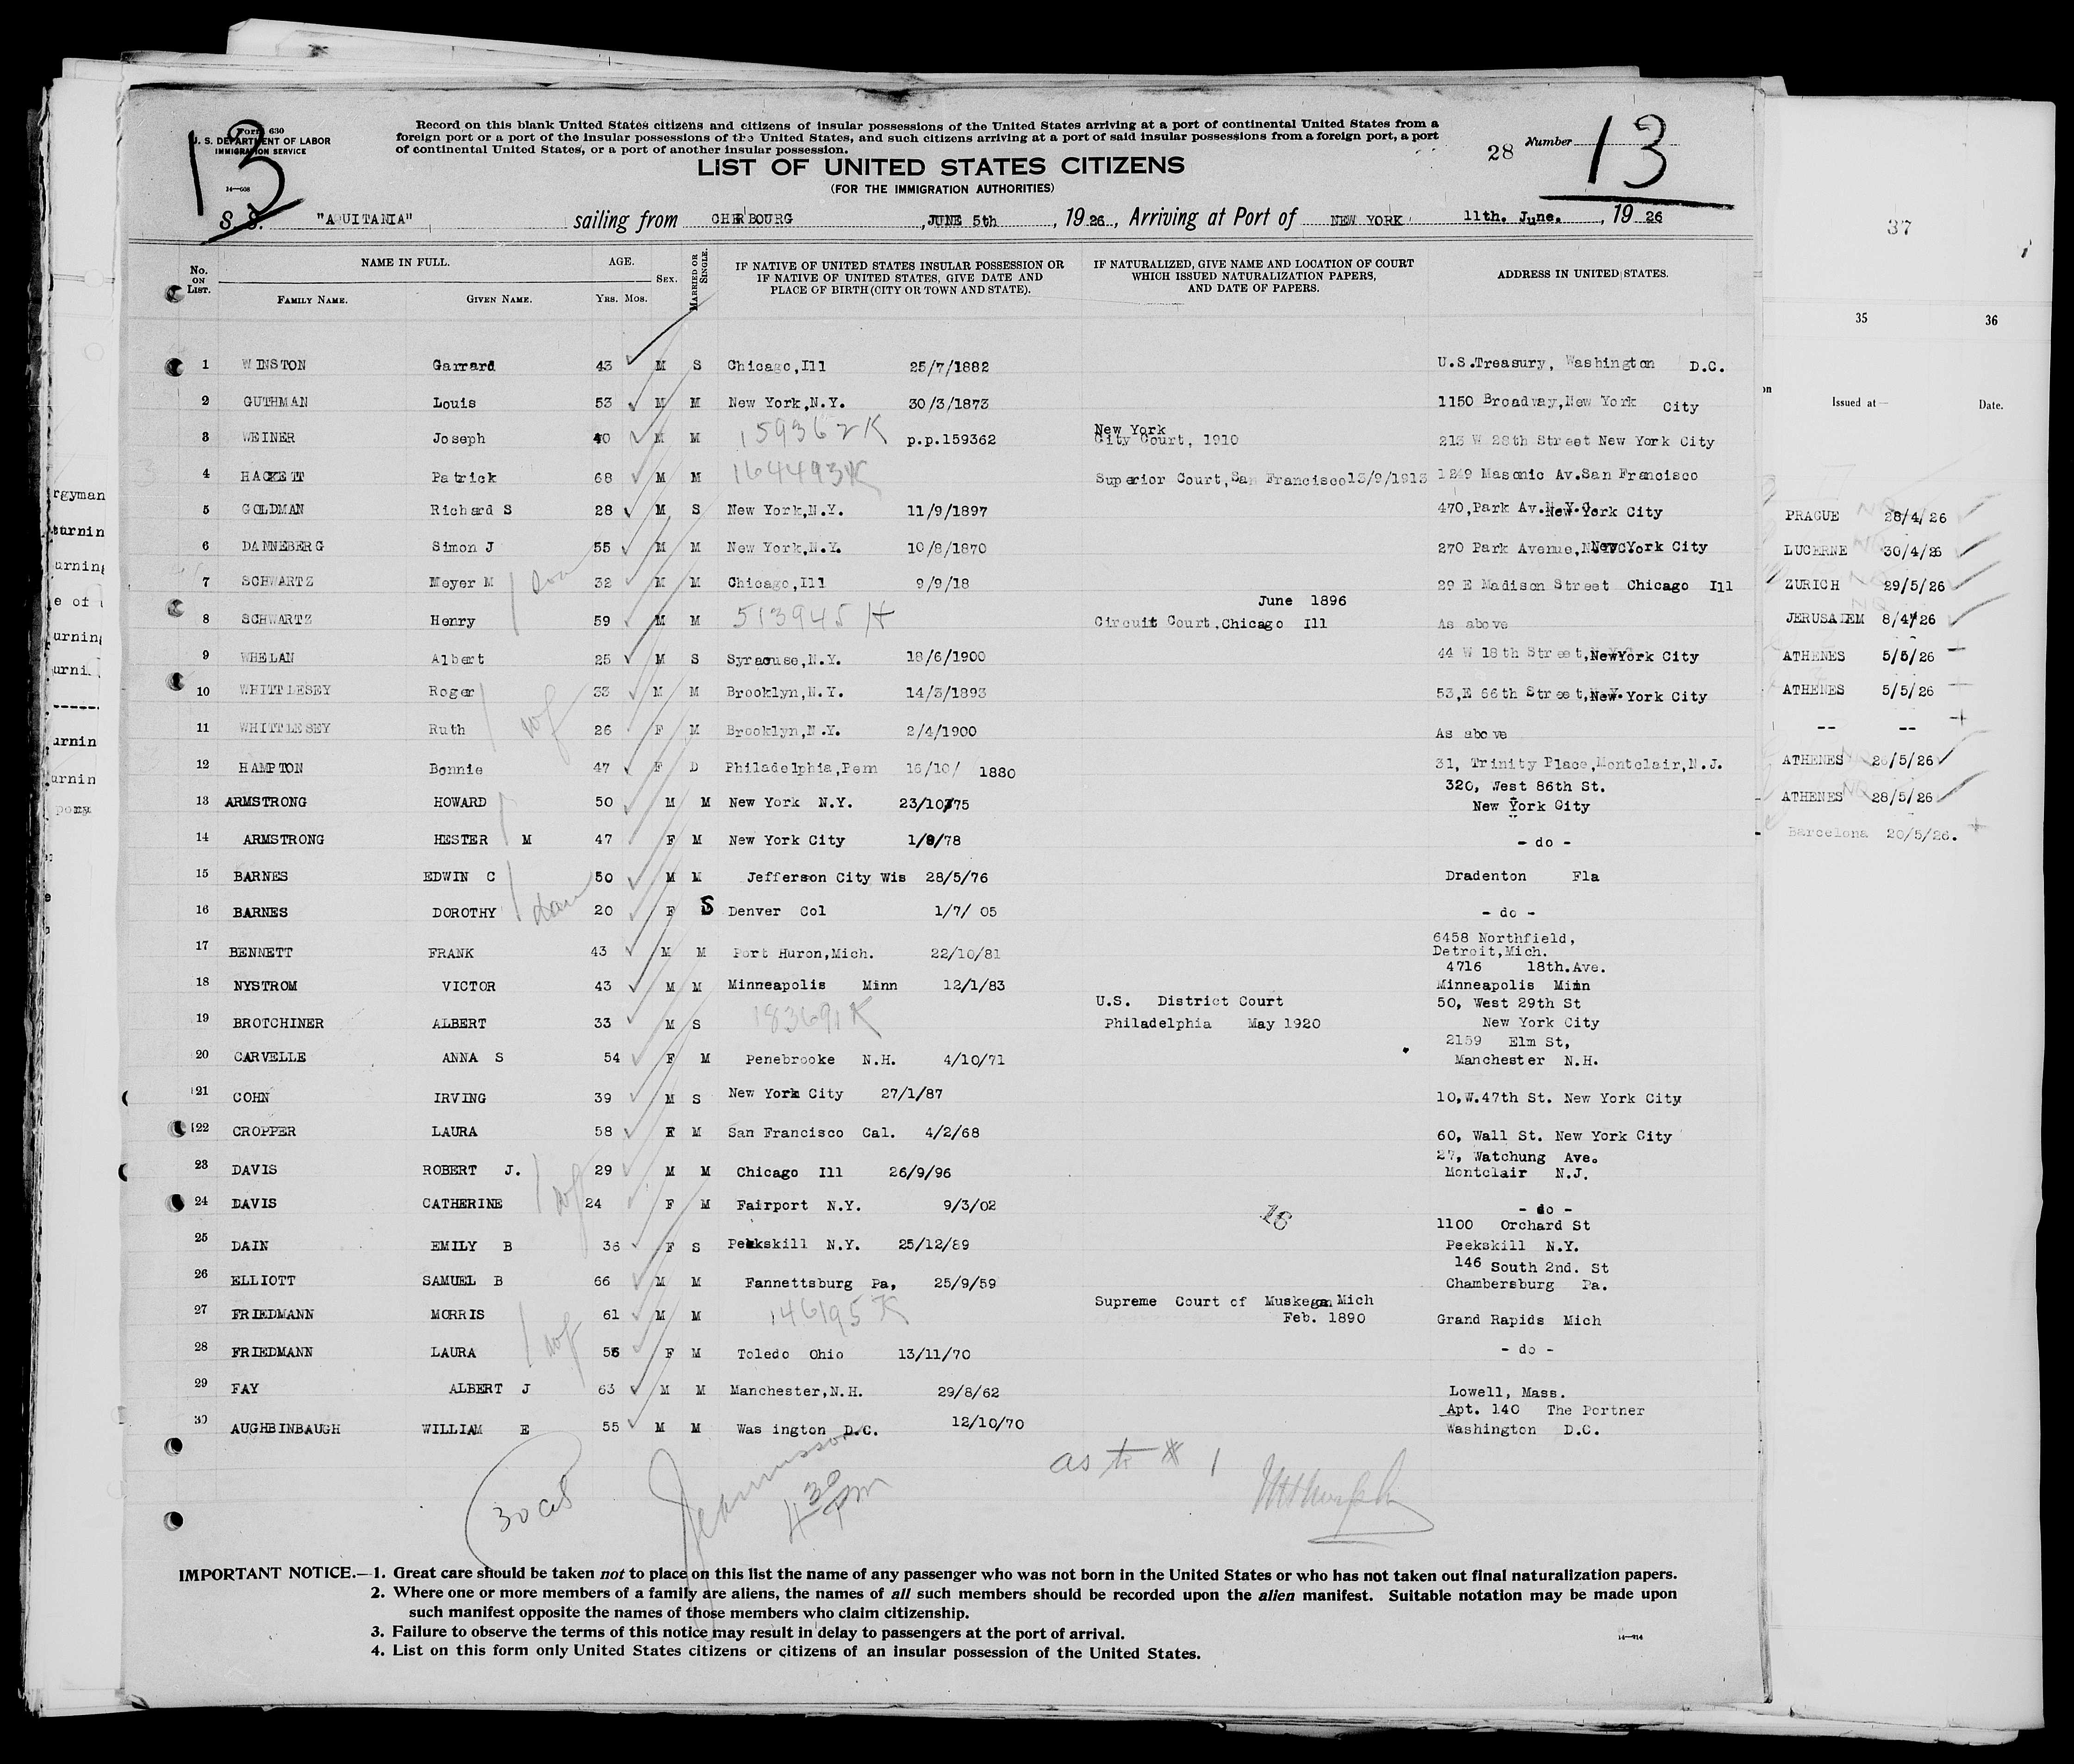 Form 630
U. S. DEPARTMENT OF LABOR
IMMIGRATION SERVICE
14—608
13
Record on this blank United States citizens and citizens of insular possessions of the United States arriving at a port of continental United States from a
foreign port or a port of the insular possessions of the United States, and such citizens arriving at a port of said insular possessions from a foreign port, a port
of continental United States, or a port of another insular possession.
28 Number 13
LIST OF UNITED STATES CITIZENS
(FOR THE IMMIGRATION AUTHORITIES)
S. S. "AQUITANIA" sailing from CHERBOURG , JUNE 5th , 1926, Arriving at Port of NEW YORK 11th. June. , 1926
No. ON LIST. NAME IN FULL. FAMILY NAME. GIVEN NAME. AGE. YRS. MOS. SEX. MARRIED OR SINGLE. IF NATIVE OF UNITED STATES INSULAR POSSESSION OR IF NATIVE OF UNITED STATES, GIVE DATE AND PLACE OF BIRTH (CITY OR TOWN AND STATE). IF NATURALIZED, GIVE NAME AND LOCATION OF COURT WHICH ISSUED NATURALIZATION PAPERS, AND DATE OF PAPERS. ADDRESS IN UNITED STATES.
1 WINSTON Garrard 43 M S Chicago,Ill 25/7/1882 U.S.Treasury, Washington D.C.
2 GUTHMAN Louis 53 M M New York,N.Y. 30/3/1873 1150 Broadway,New York City
3 WEINER Joseph 40 M M 159362K p.p.159362 New York City Court, 1910 213 W 28th Street New York City
4 HACKETT Patrick 68 M M 164493K Superior Court,San Francisco13/9/1913 1249 Masonic Av.San Francisco
5 GOLDMAN Richard S 28 M S New York,N.Y. 11/9/1897 470,Park Av. New York City
6 DANNEBERG Simon J 55 M M New York,N.Y. 10/8/1870 270 Park Avenue, New York City
7 SCHWARTZ Meyer M 32 M M Chicago,Ill 9/9/18 29 E Madison Street Chicago Ill
June 1896
8 SCHWARTZ Henry 59 M M 513945 H Circuit Court,Chicago Ill As above
9 WHELAN Albert 25 M S Syracuse,N.Y. 18/6/1900 44 W 18th Street,NewYork City
10 WHITTLESEY Roger 33 M M Brooklyn,N.Y. 14/3/1893 53,E 66th Street,New York City
wf
11 WHITTLESEY Ruth 26 F M Brooklyn,N.Y. 2/4/1900 As above
12 HAMPTON Bonnie 47 F D Philadelphia,Penn 16/10/ 1880 31, Trinity Place,Montclair,N.J.
320, West 86th St.
13 ARMSTRONG HOWARD 50 M M New York N.Y. 23/10/75 New York City
14 ARMSTRONG HESTER M 47 F M New York City 1/8/78 - do -
15 BARNES EDWIN C 50 M M Jefferson City Wis 28/5/76 Dradenton Fla
16 BARNES DOROTHY 20 F S Denver Col 1/7/ 05 - do -
6458 Northfield,
17 BENNETT FRANK 43 M M Port Huron,Mich. 22/10/81 Detroit,Mich.
4716 18th.Ave.
18 NYSTROM VICTOR 43 M M Minneapolis Minn 12/1/83 Minneapolis Minn
U.S. District Court 50, West 29th St
19 BROTCHINER ALBERT 33 M S 183691K Philadelphia May 1920 New York City
2159 Elm St,
20 CARVELLE ANNA S 54 F M Penebrooke N.H. 4/10/71 Manchester N.H.
21 COHN IRVING 39 M S New York City 27/1/87 10,W.47th St. New York City
22 CROPPER LAURA 58 F M San Francisco Cal. 4/2/68 60, Wall St. New York City
27, Watchung Ave.
23 DAVIS ROBERT J. 29 M M Chicago Ill 26/9/96 Montclair N.J.
wf
24 DAVIS CATHERINE 24 F M Fairport N.Y. 9/3/02 - do -
16
1100 Orchard St
25 DAIN EMILY B 36 F S Peekskill N.Y. 25/12/89 Peekskill N.Y.
146 South 2nd. St
26 ELLIOTT SAMUEL B 66 M M Fannettsburg Pa, 25/9/59 Chambersburg Pa.
Supreme Court of Muskegan Mich
27 FRIEDMANN MORRIS 61 M M 146195K Feb. 1890 Grand Rapids Mich
wf
28 FRIEDMANN LAURA 56 F M Toledo Ohio 13/11/70 - do -
29 FAY ALBERT J 63 M M Manchester,N.H. 29/8/62 Lowell, Mass.
Apt. 140 The Portner
30 AUGHBINBAUGH WILLIAM E 55 M M Was ington D.C. 12/10/70 Washington D.C.
as to # 1
4 30 pm
IMPORTANT NOTICE.—1. Great care should be taken not to place on this list the name of any passenger who was not born in the United States or who has not taken out final naturalization papers.
2. Where one or more members of a family are aliens, the names of all such members should be recorded upon the alien manifest. Suitable notation may be made upon
such manifest opposite the names of those members who claim citizenship.
3. Failure to observe the terms of this notice may result in delay to passengers at the port of arrival.
4. List on this form only United States citizens or citizens of an insular possession of the United States.
14—914
37
35 36
Issued at— Date.
PRAGUE 28/4/26
LUCERNE 30/4/26
ZURICH 29/5/26
JERUSALEM 8/4/26
ATHENES 5/5/26
ATHENES 5/5/26
-- --
ATHENES 28/5/26
ATHENES 28/5/26
Barcelona 20/5/26.